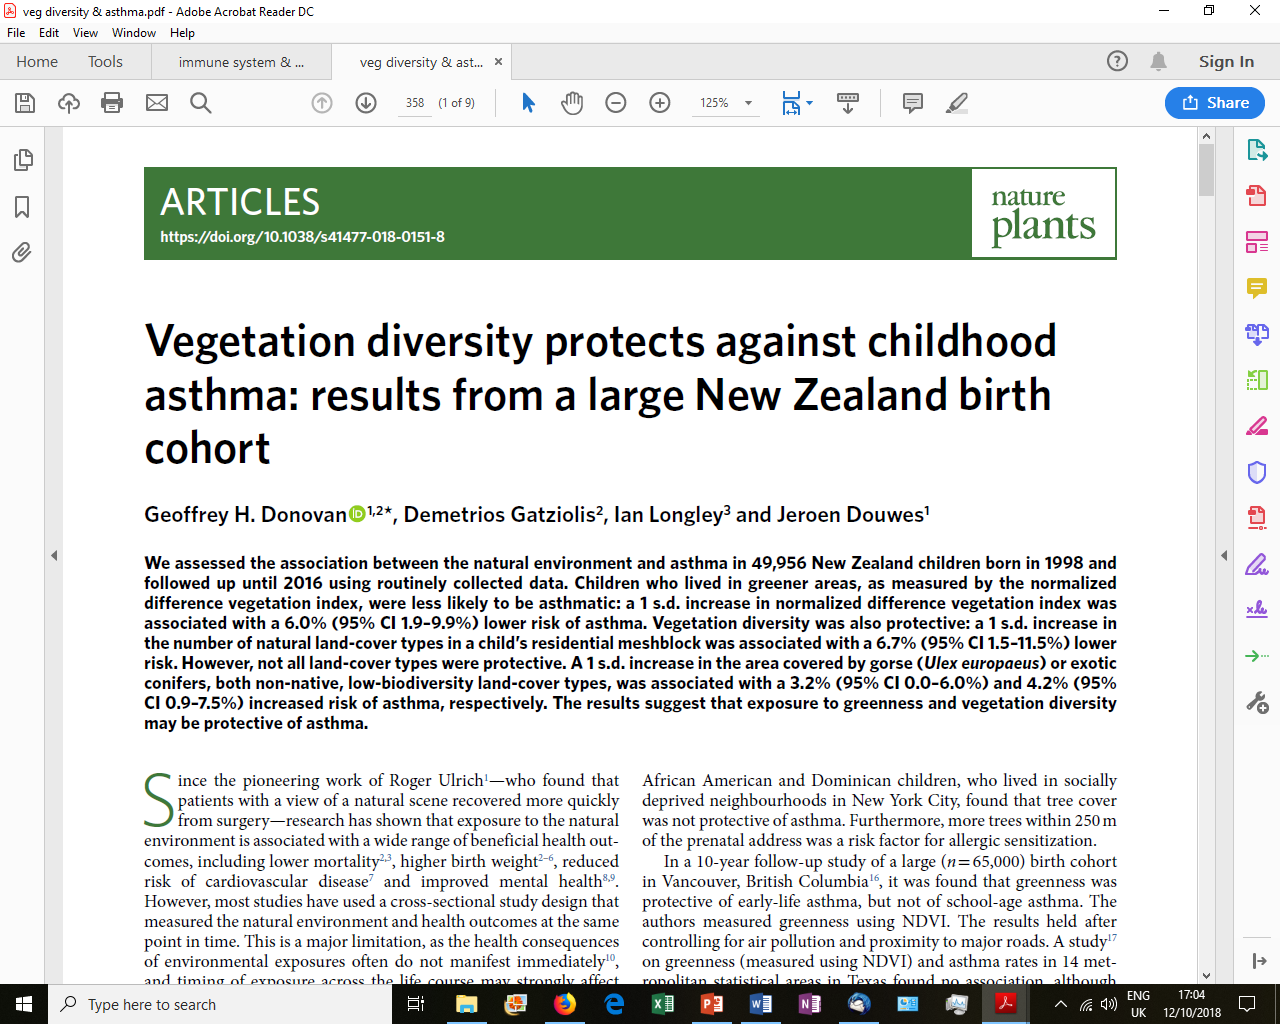 veg diversity & asthma.pdf - Adobe Acrobat Reader DC
File Edit View Window Help
Home Tools immune system & ... veg diversity & ast... × Sign In
358 (1 of 9) 125% Share
ARTICLES
https://doi.org/10.1038/s41477-018-0151-8
nature
plants
Vegetation diversity protects against childhood
asthma: results from a large New Zealand birth
cohort
Geoffrey H. Donovan iD 1,2*, Demetrios Gatziolis2, Ian Longley3 and Jeroen Douwes1
We assessed the association between the natural environment and asthma in 49,956 New Zealand children born in 1998 and
followed up until 2016 using routinely collected data. Children who lived in greener areas, as measured by the normalized
difference vegetation index, were less likely to be asthmatic: a 1 s.d. increase in normalized difference vegetation index was
associated with a 6.0% (95% CI 1.9–9.9%) lower risk of asthma. Vegetation diversity was also protective: a 1 s.d. increase in
the number of natural land-cover types in a child's residential meshblock was associated with a 6.7% (95% CI 1.5–11.5%) lower
risk. However, not all land-cover types were protective. A 1 s.d. increase in the area covered by gorse (Ulex europaeus) or exotic
conifers, both non-native, low-biodiversity land-cover types, was associated with a 3.2% (95% CI 0.0–6.0%) and 4.2% (95%
CI 0.9–7.5%) increased risk of asthma, respectively. The results suggest that exposure to greenness and vegetation diversity
may be protective of asthma.
Since the pioneering work of Roger Ulrich1—who found that
patients with a view of a natural scene recovered more quickly
from surgery—research has shown that exposure to the natural
environment is associated with a wide range of beneficial health out-
comes, including lower mortality2,3, higher birth weight2–6, reduced
risk of cardiovascular disease7 and improved mental health8,9.
However, most studies have used a cross-sectional study design that
measured the natural environment and health outcomes at the same
point in time. This is a major limitation, as the health consequences
of environmental exposures often do not manifest immediately10,
and timing of exposure across the life course may strongly affect
African American and Dominican children, who lived in socially
deprived neighbourhoods in New York City, found that tree cover
was not protective of asthma. Furthermore, more trees within 250 m
of the prenatal address was a risk factor for allergic sensitization.
In a 10-year follow-up study of a large (n = 65,000) birth cohort
in Vancouver, British Columbia16, it was found that greenness was
protective of early-life asthma, but not of school-age asthma. The
authors measured greenness using NDVI. The results held after
controlling for air pollution and proximity to major roads. A study17
on greenness (measured using NDVI) and asthma rates in 14 met-
ropolitan statistical areas in Texas found no association, although
Type here to search
ENG
UK
17:04
12/10/2018